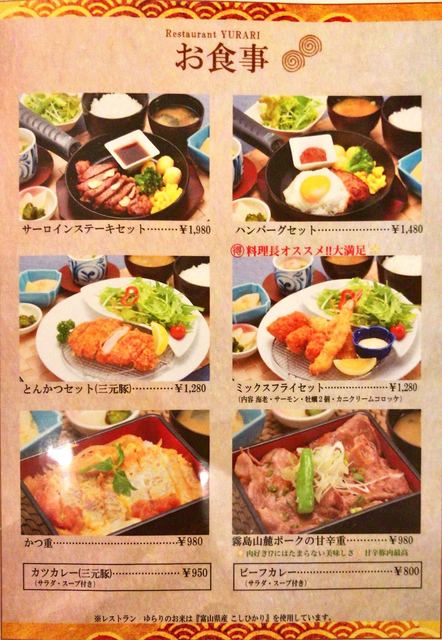 Restaurant YURARI
お食事
サーロインステーキセット………¥1,980
ハンバーグセット………………¥1,480
得 料理長オススメ!!大満足
とんかつセット(三元豚)…………¥1,280
ミックスフライセット………………¥1,280
(内容 海老・サーモン・牡蠣2個・カニクリームコロッケ)
かつ重………………………………¥980
霧島山麓ポークの甘辛重………¥980
肉好き!?にはたまらない美味しさ 甘辛豚肉最高
カツカレー(三元豚)…………¥950
(サラダ・スープ付き)
ビーフカレー…………………¥800
(サラダ・スープ付き)
※レストラン ゆらりのお米は『富山県産 こしひかり』を使用しています。